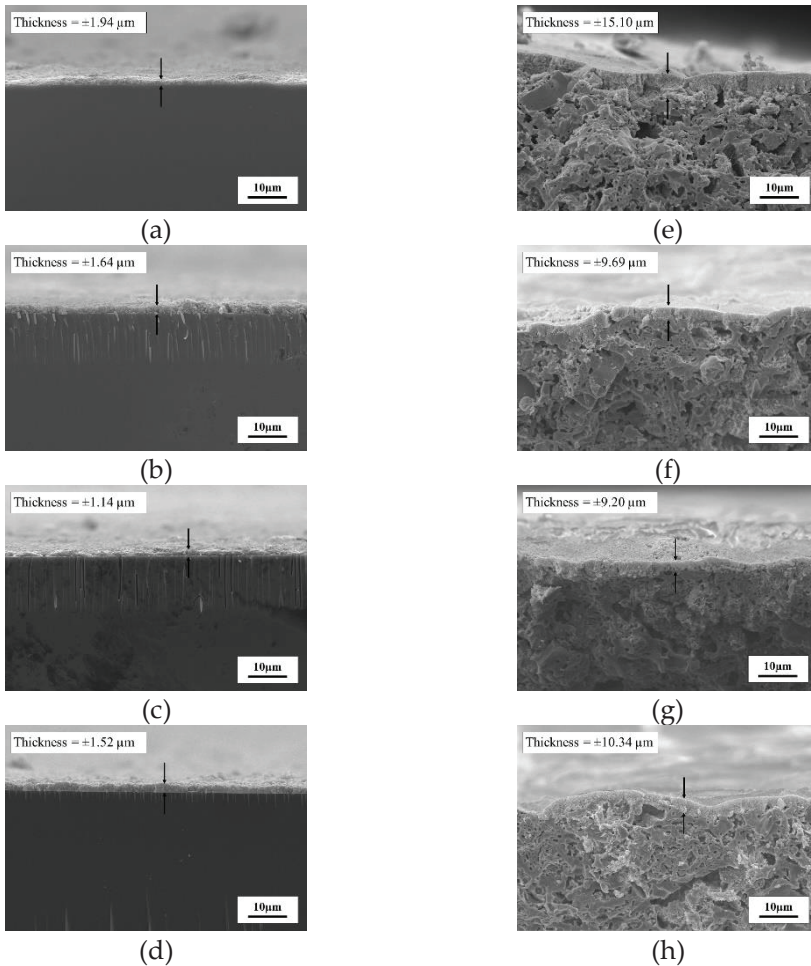 Thickness = ±1.94 µm
10µm
(a)
Thickness = ±15.10 µm
10µm
(e)
Thickness = ±1.64 µm
10µm
(b)
Thickness = ±9.69 µm
10µm
(f)
Thickness = ±1.14 µm
10µm
(c)
Thickness = ±9.20 µm
10µm
(g)
Thickness = ±1.52 µm
10µm
(d)
Thickness = ±10.34 µm
10µm
(h)